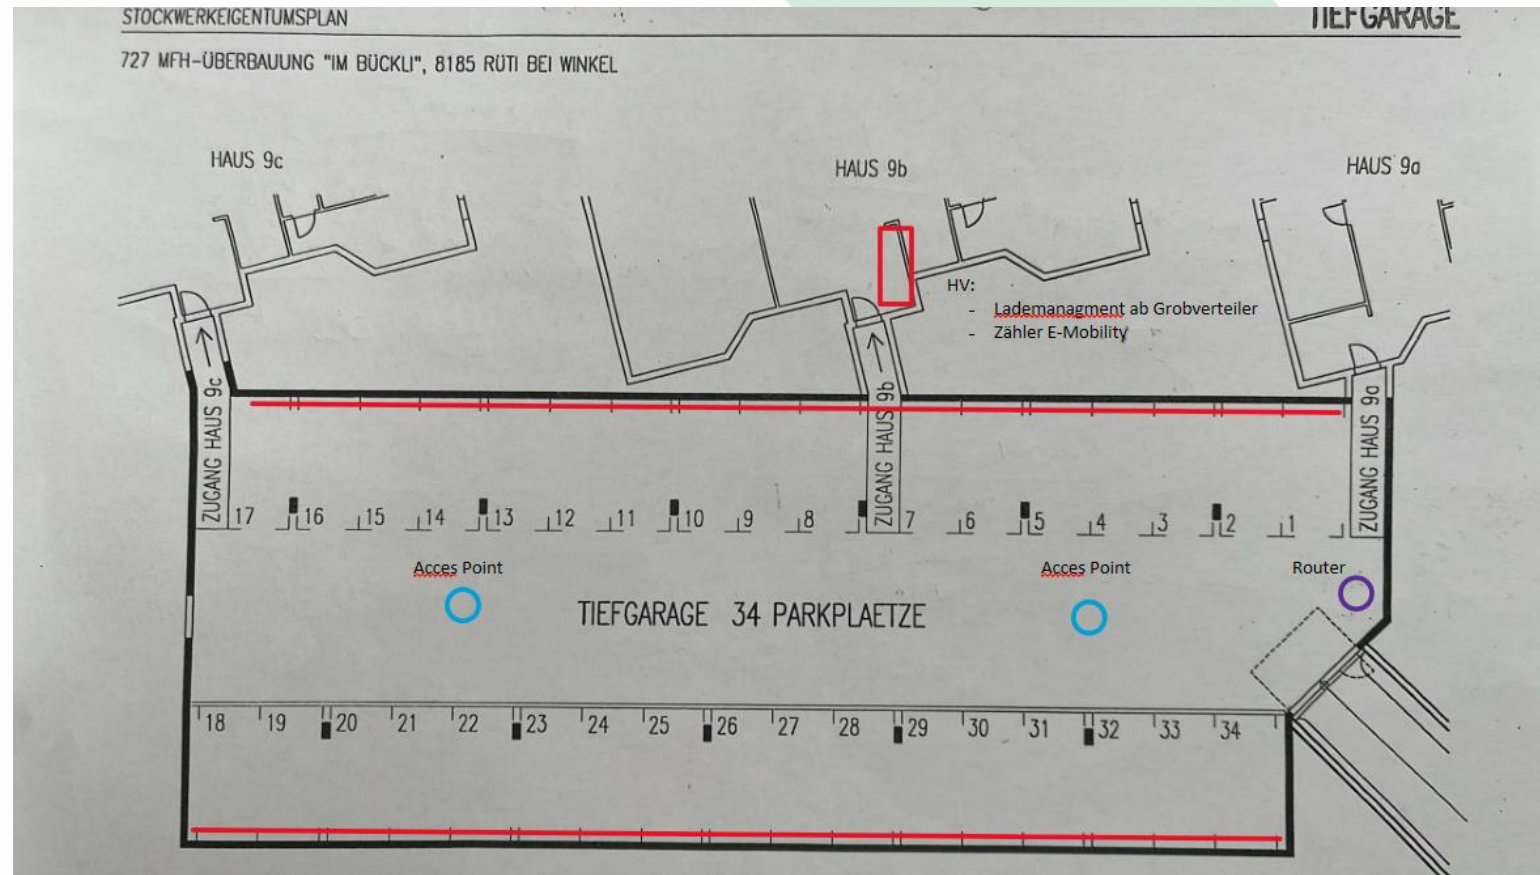 STOCKWERKEIGENTUMSPLAN
TIEFGARAGE
727 MFH-ÜBERBAUUNG "IM BÜCKLI", 8185 RÜTI BEI WINKEL
HAUS 9c
HAUS 9b
HAUS 9a
HV:
- Lademanagment ab Grobverteiler
- Zähler E-Mobility
ZUGANG HAUS 9c
ZUGANG HAUS 9b
ZUGANG HAUS 9a
17 16 15 14 13 12 11 10 9 8 7 6 5 4 3 2 1
Acces Point
Acces Point
Router
TIEFGARAGE 34 PARKPLAETZE
18 19 20 21 22 23 24 25 26 27 28 29 30 31 32 33 34